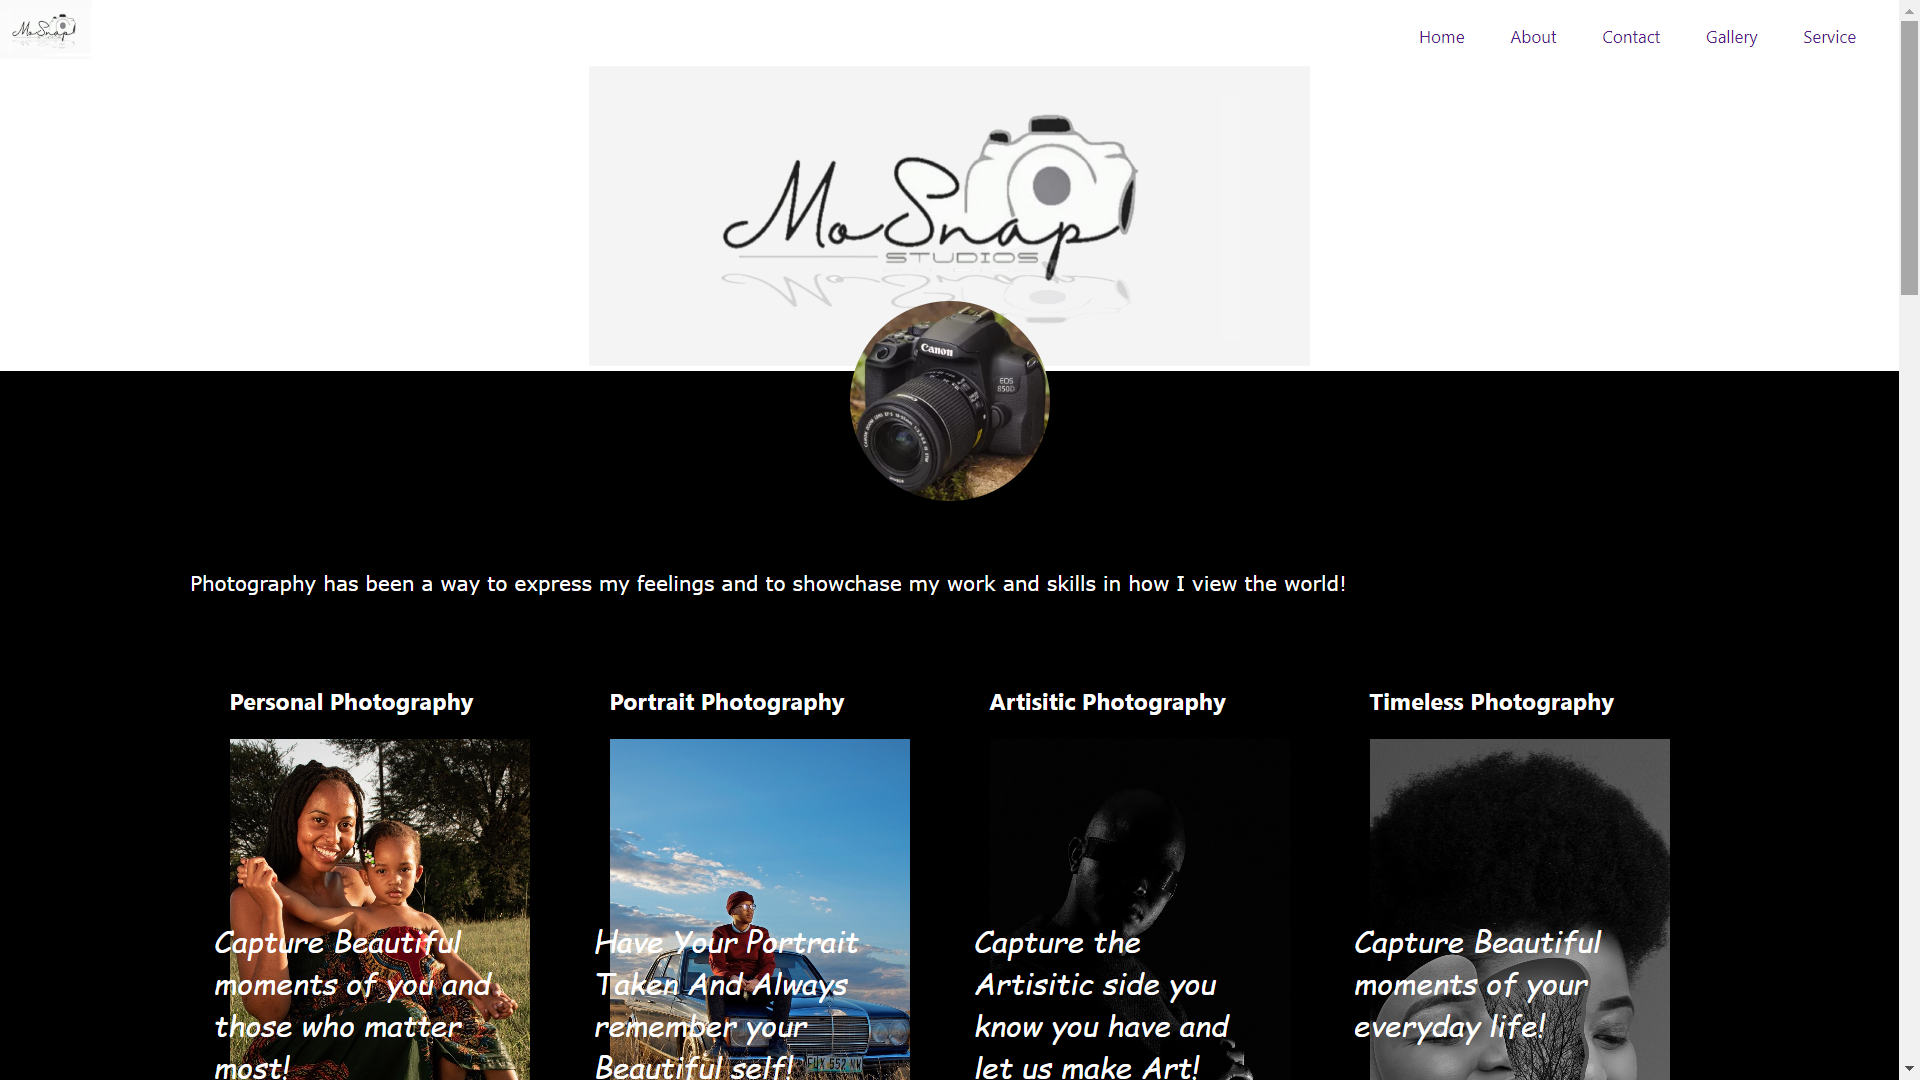 MoSnap
Home About Contact Gallery Service
MoSnap
STUDIOS
Canon
EOS
850D
Photography has been a way to express my feelings and to showchase my work and skills in how I view the world!
Personal Photography
Portrait Photography
Artisitic Photography
Timeless Photography
Capture Beautiful
moments of you and
those who matter
most!
Have Your Portrait
Taken And Always
remember your
Beautiful self!
Capture the
Artisitic side you
know you have and
let us make Art!
Capture Beautiful
moments of your
everyday life!